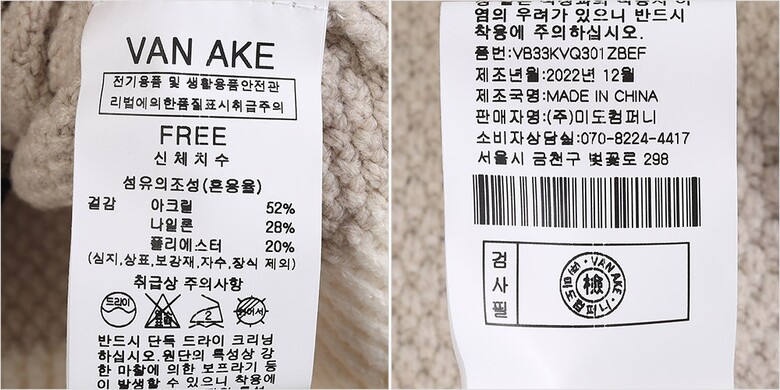 VAN AKE
전기용품 및 생활용품안전관
리법에의한품질표시취급주의
FREE
신체치수
섬유의조성(혼용율)
겉감 아크릴 52%
나일론 28%
폴리에스터 20%
(심지,상표,보강재,자수,장식 제외)
취급상 주의사항
드라이
2
반드시 단독 드라이 크리닝
하십시오.원단의 특성상 강
한 마찰에 의한 보프라기 등
이 발생할 수 있으니 착용에
염의 우려가 있으니 반드시
착용에 주의하십시오.
품번:VB33KVQ301ZBEF
제조년월:2022년 12월
제조국명:MADE IN CHINA
판매자명:(주)미도컴퍼니
소비자상담실:070-8224-4417
서울시 금천구 벚꽃로 298
검사필
VAN AKE
檢
㈜미도컴퍼니